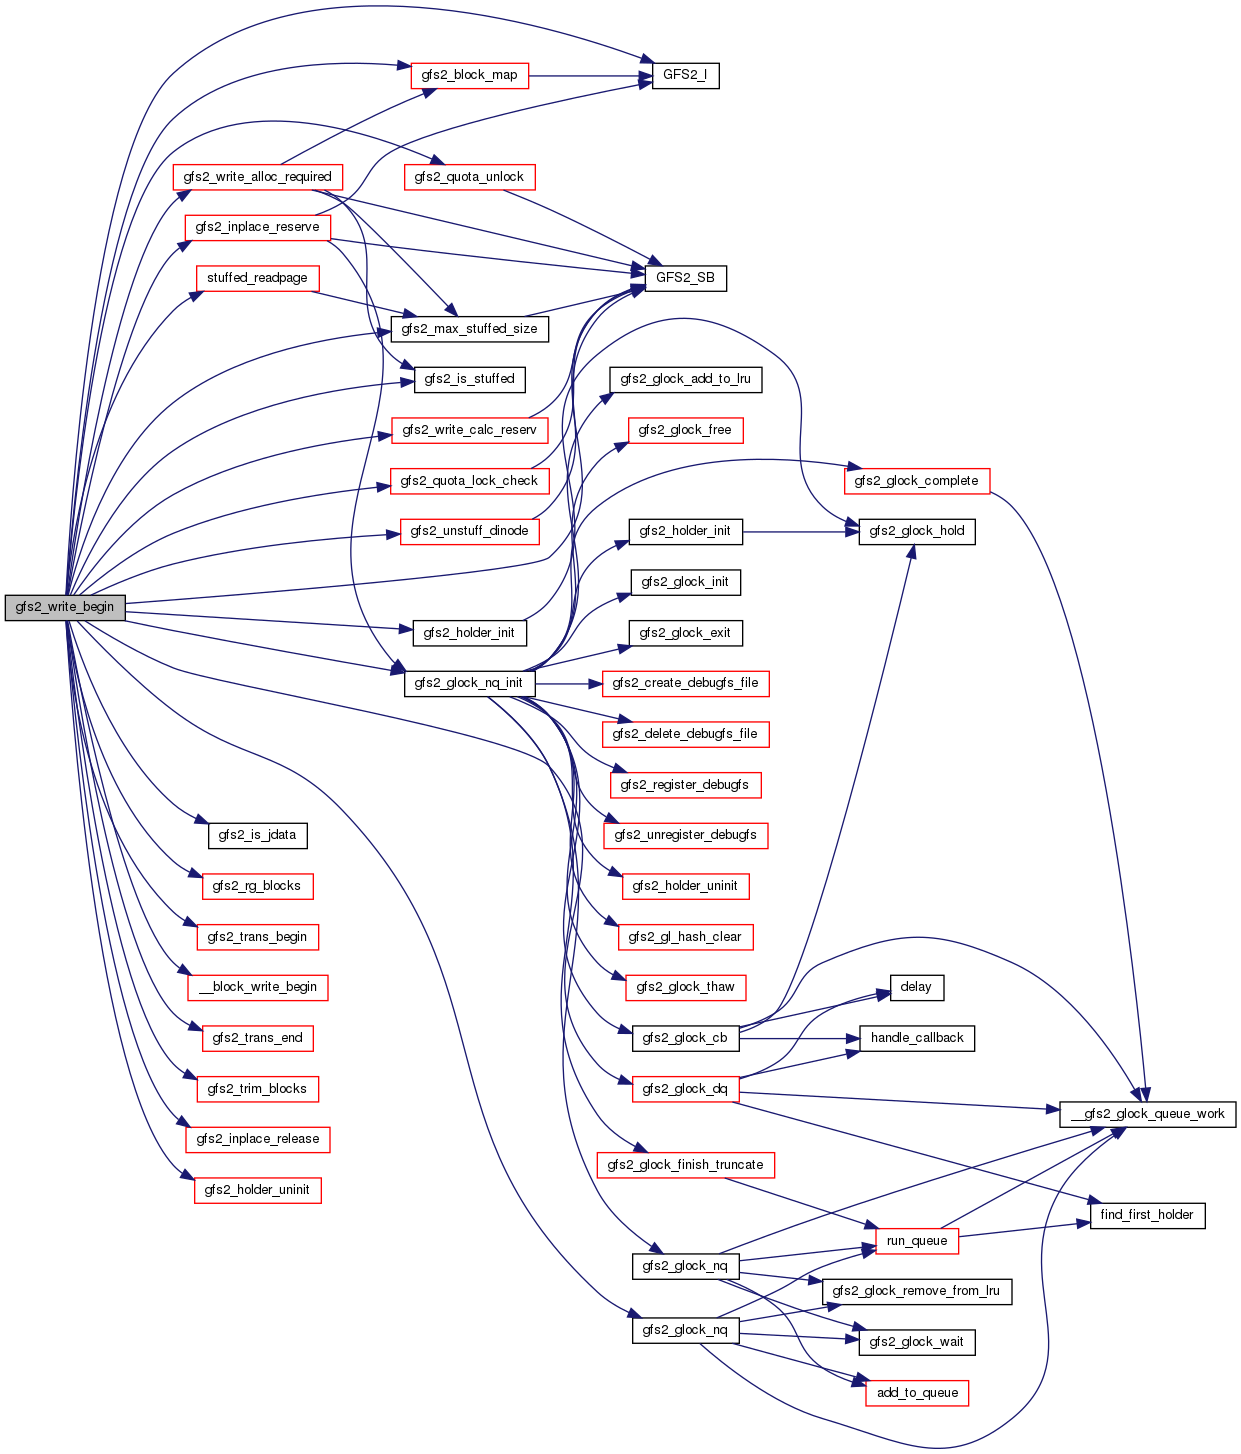 GFS2_I
gfs2_block_map
gfs2_write_alloc_required
gfs2_quota_unlock
gfs2_inplace_reserve
stuffed_readpage
GFS2_SB
gfs2_max_stuffed_size
gfs2_is_stuffed
gfs2_glock_add_to_lru
gfs2_write_calc_reserv
gfs2_glock_free
gfs2_quota_lock_check
gfs2_glock_complete
gfs2_unstuff_dinode
gfs2_holder_init
gfs2_glock_hold
gfs2_glock_init
gfs2_write_begin
gfs2_holder_init
gfs2_glock_exit
gfs2_glock_nq_init
gfs2_create_debugfs_file
gfs2_delete_debugfs_file
gfs2_register_debugfs
gfs2_is_jdata
gfs2_unregister_debugfs
gfs2_rg_blocks
gfs2_holder_uninit
gfs2_trans_begin
gfs2_gl_hash_clear
__block_write_begin
gfs2_glock_thaw
delay
gfs2_trans_end
gfs2_glock_cb
handle_callback
gfs2_trim_blocks
gfs2_glock_dq
__gfs2_glock_queue_work
gfs2_inplace_release
gfs2_glock_finish_truncate
gfs2_holder_uninit
find_first_holder
run_queue
gfs2_glock_nq
gfs2_glock_remove_from_lru
gfs2_glock_nq
gfs2_glock_wait
add_to_queue